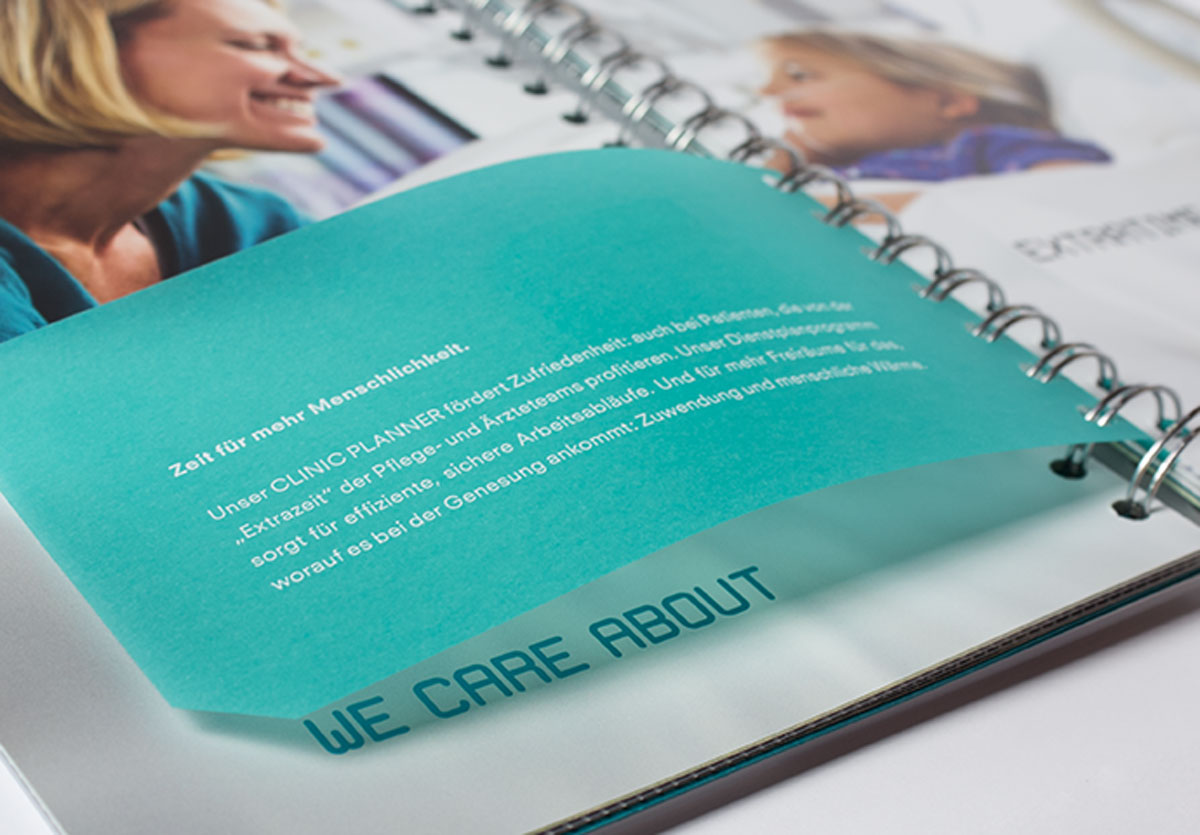 Zeit für mehr Menschlichkeit.
Unser CLINIC PLANNER fördert Zufriedenheit: auch bei Patienten, die von der
„Extrazeit“ der Pflege- und Ärzteteams profitieren. Unser Dienstplanprogramm
sorgt für effiziente, sichere Arbeitsabläufe. Und für mehr Freiräume für das,
worauf es bei der Genesung ankommt: Zuwendung und menschliche Wärme.
WE CARE ABOUT
EXTRATIME